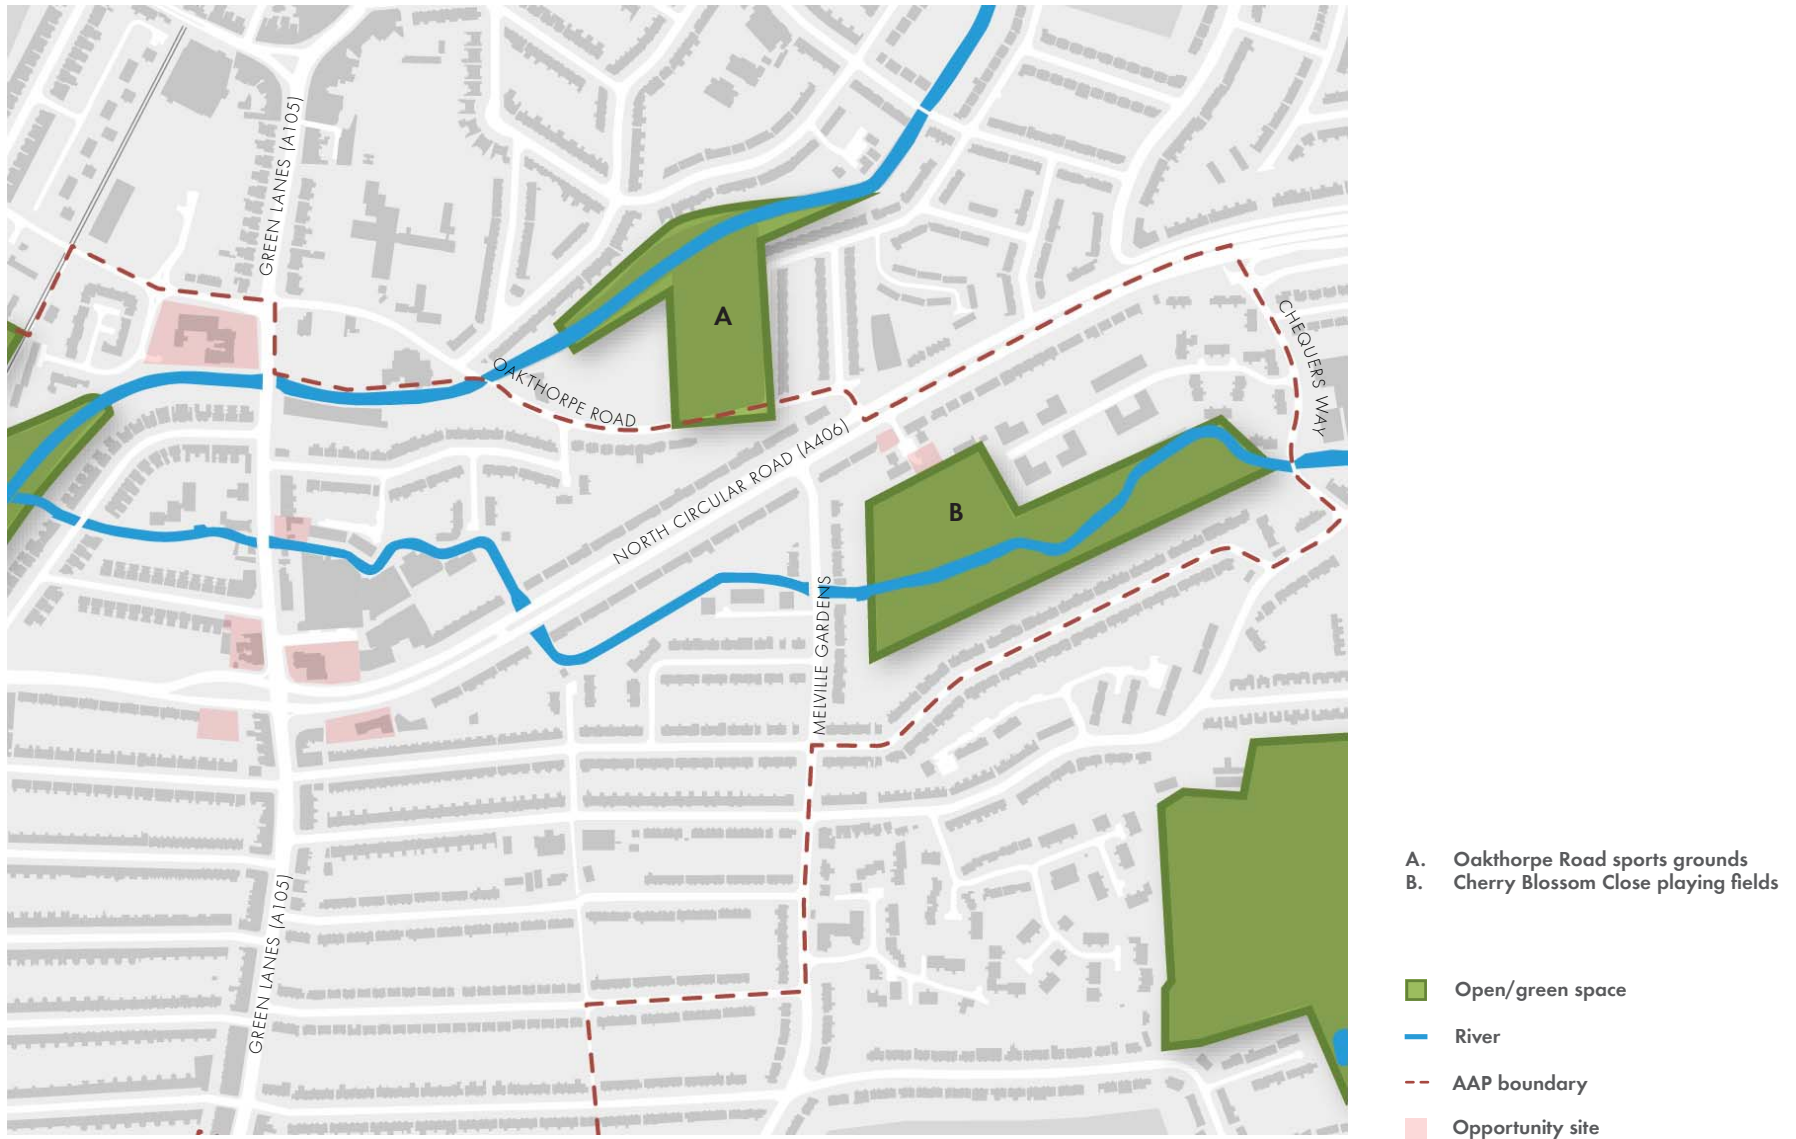 GREEN LANES (A105)
A
OAKTHORPE ROAD
CHEQUERS WAY
NORTH CIRCULAR ROAD (A406)
B
MELVILLE GARDENS
GREEN LANES (A105)
A. Oakthorpe Road sports grounds
B. Cherry Blossom Close playing fields
Open/green space
River
AAP boundary
Opportunity site